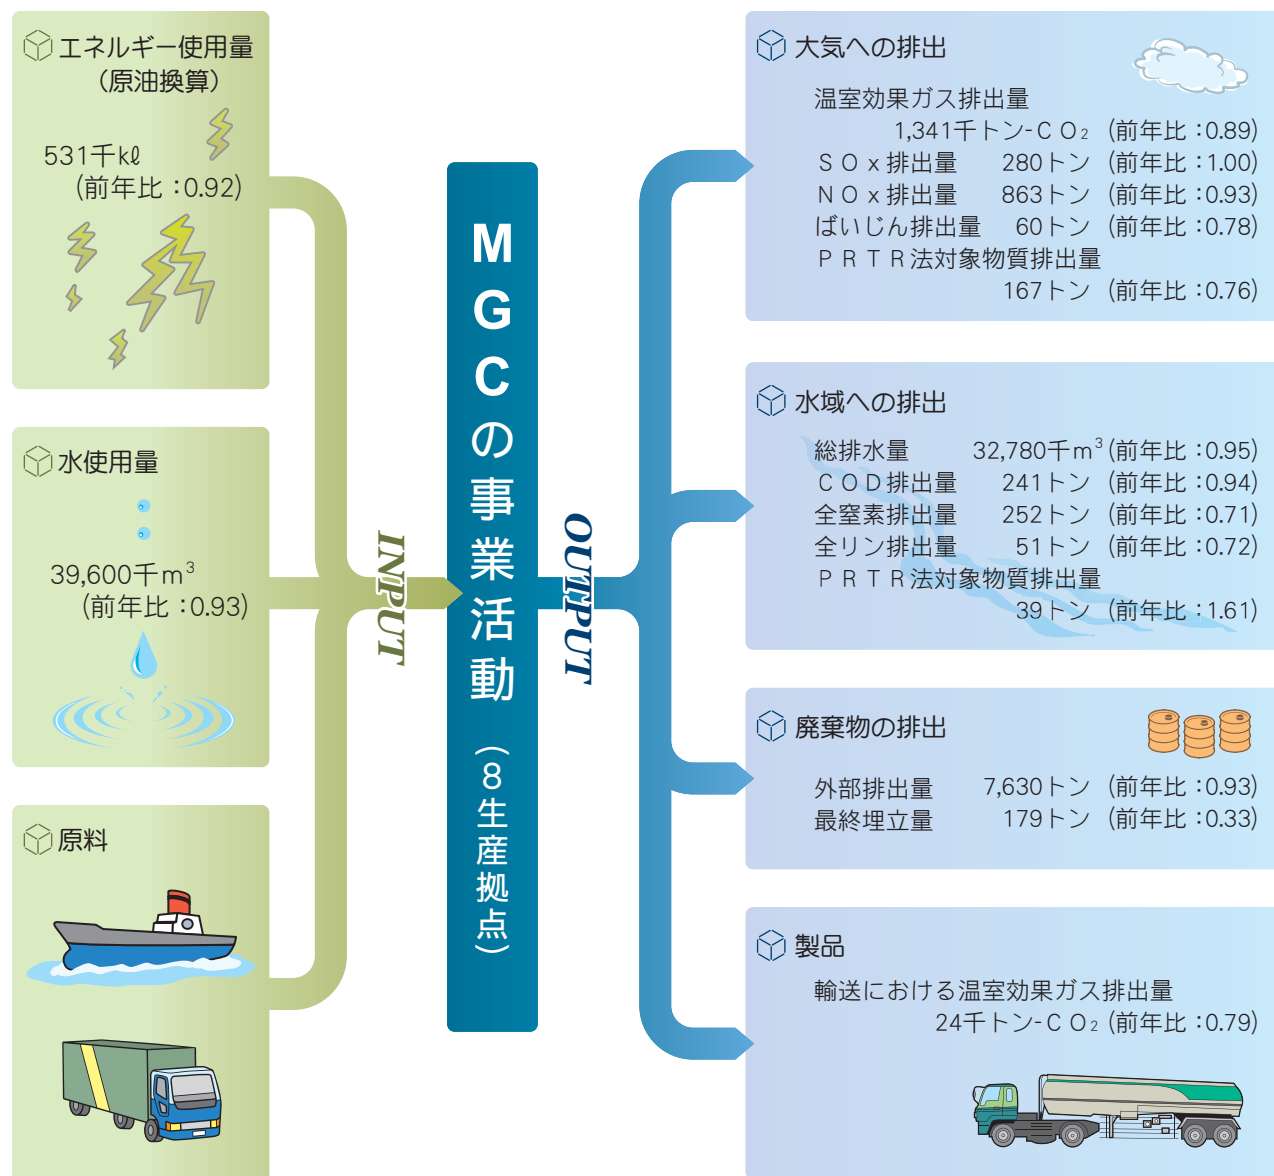 エネルギー使用量
（原油換算）
531千kℓ
（前年比：0.92）
水使用量
39,600千m³
（前年比：0.93）
原料
INPUT
MGCの事業活動（8生産拠点）
OUTPUT
大気への排出
温室効果ガス排出量
1,341千トン-CO₂（前年比：0.89）
SOx排出量 280トン（前年比：1.00）
NOx排出量 863トン（前年比：0.93）
ばいじん排出量 60トン（前年比：0.78）
PRTR法対象物質排出量
167トン（前年比：0.76）
水域への排出
総排水量 32,780千m³（前年比：0.95）
COD排出量 241トン（前年比：0.94）
全窒素排出量 252トン（前年比：0.71）
全リン排出量 51トン（前年比：0.72）
PRTR法対象物質排出量
39トン（前年比：1.61）
廃棄物の排出
外部排出量 7,630トン（前年比：0.93）
最終埋立量 179トン（前年比：0.33）
製品
輸送における温室効果ガス排出量
24千トン-CO₂（前年比：0.79）